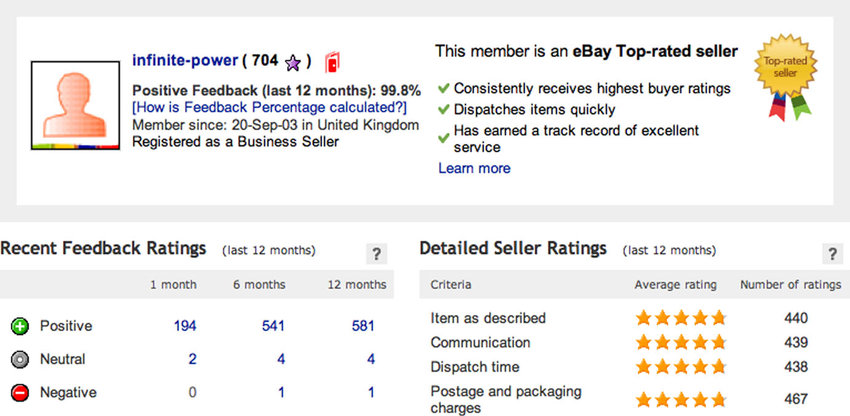 infinite-power ( 704 )
Positive Feedback (last 12 months): 99.8%
[How is Feedback Percentage calculated?]
Member since: 20-Sep-03 in United Kingdom
Registered as a Business Seller
This member is an eBay Top-rated seller
Consistently receives highest buyer ratings
Dispatches items quickly
Has earned a track record of excellent
service
Learn more
Top-rated
seller
Recent Feedback Ratings (last 12 months) ?
1 month 6 months 12 months
Positive 194 541 581
Neutral 2 4 4
Negative 0 1 1
Detailed Seller Ratings (last 12 months) ?
Criteria Average rating Number of ratings
Item as described 440
Communication 439
Dispatch time 438
Postage and packaging
charges 467